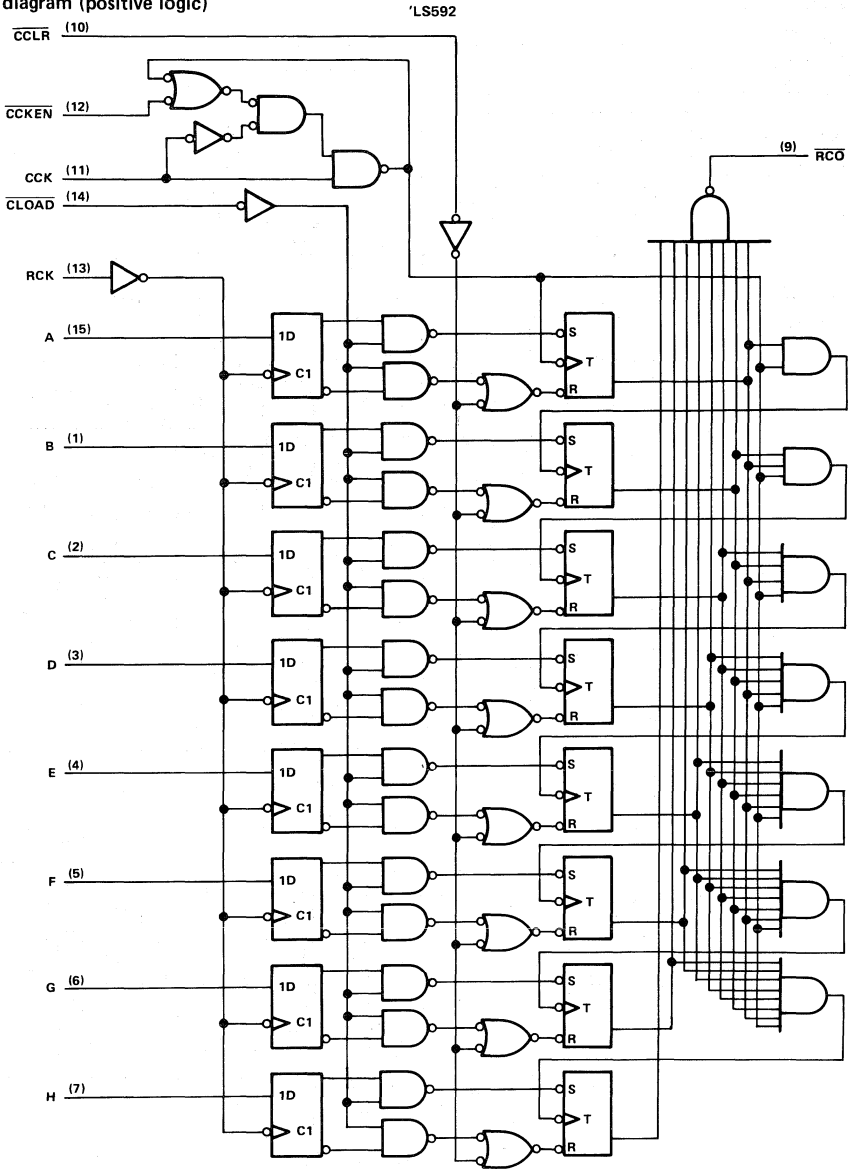 diagram (positive logic)
'LS592
CCLR (10)
CCKEN (12)
CCK (11)
CLOAD (14)
RCK (13)
(9) RCO
A (15) 1D C1 S T R
B (1) 1D C1 S T R
C (2) 1D C1 S T R
D (3) 1D C1 S T R
E (4) 1D C1 S T R
F (5) 1D C1 S T R
G (6) 1D C1 S T R
H (7) 1D C1 S T R